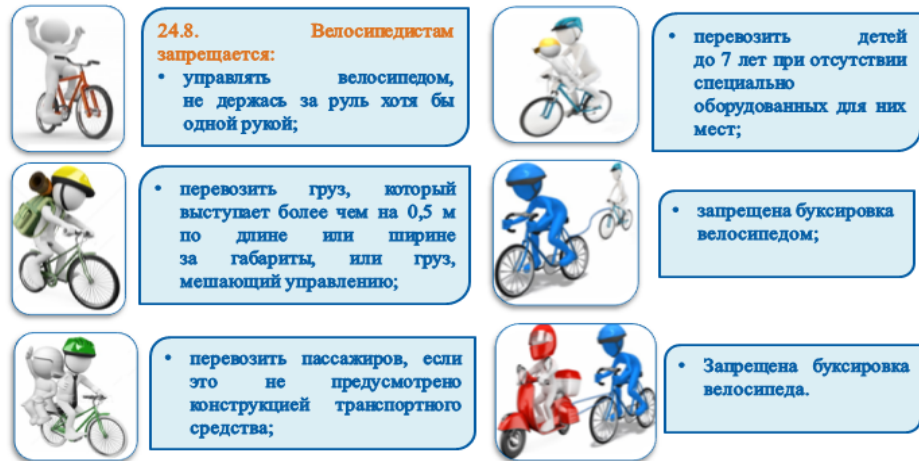 24.8. Велосипедистам
запрещается:
• управлять велосипедом,
не держась за руль хотя бы
одной рукой;
• перевозить детей
до 7 лет при отсутствии
специально
оборудованных для них
мест;
• перевозить груз, который
выступает более чем на 0,5 м
по длине или ширине
за габариты, или груз,
мешающий управлению;
• запрещена буксировка
велосипедом;
• перевозить пассажиров, если
это не предусмотрено
конструкцией транспортного
средства;
• Запрещена буксировка
велосипеда.